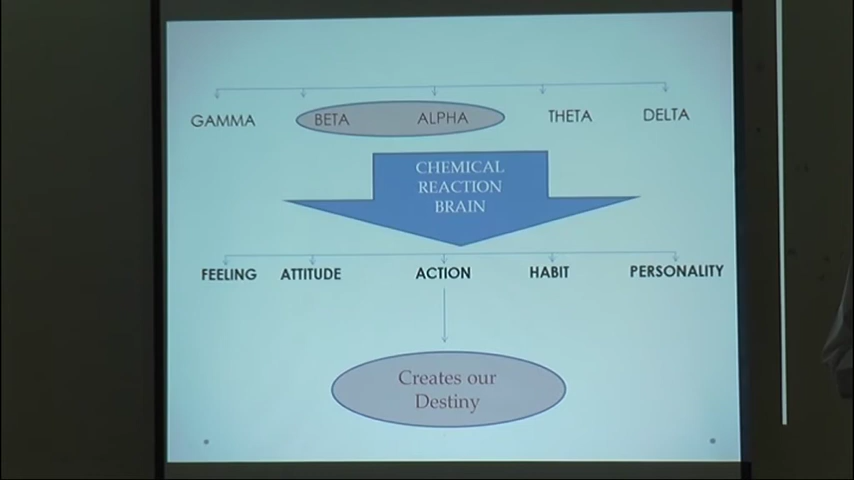 GAMMA BETA ALPHA THETA DELTA
CHEMICAL
REACTION
BRAIN
FEELING ATTITUDE ACTION HABIT PERSONALITY
Creates our
Destiny